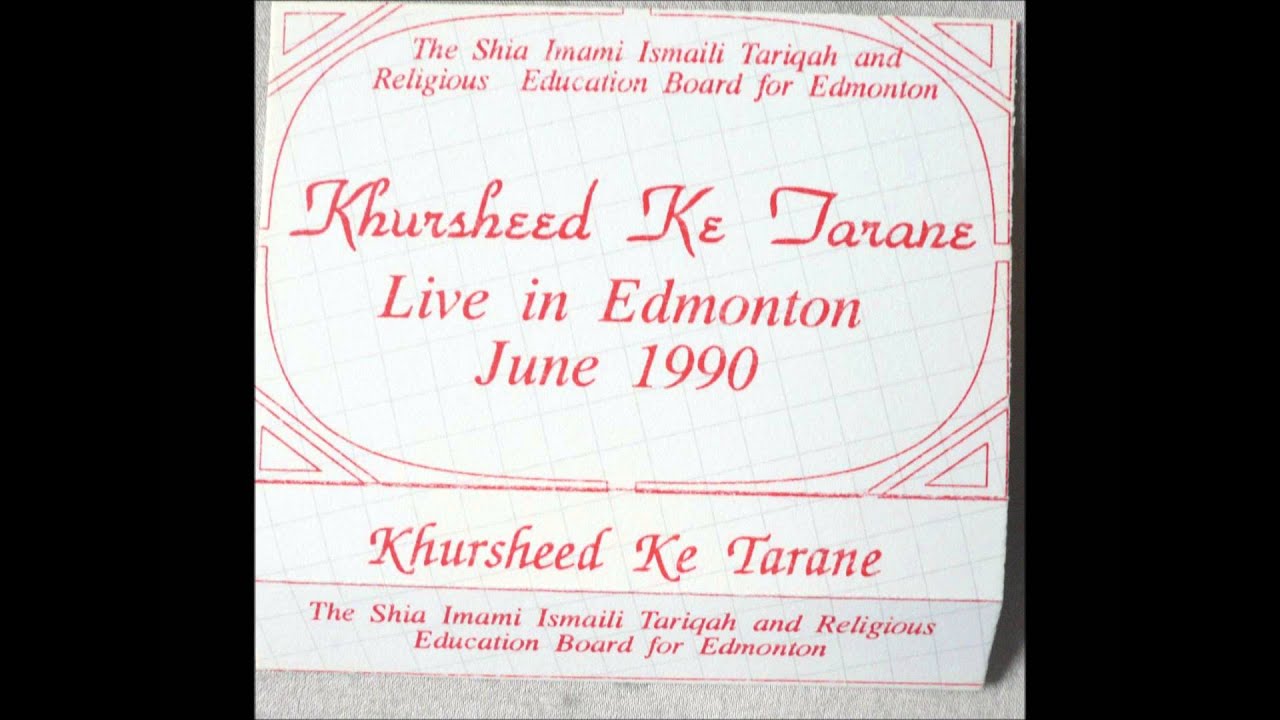 The Shia Imami Ismaili Tariqah and
Religious Education Board for Edmonton
Khursheed Ke Tarane
Live in Edmonton
June 1990
Khursheed Ke Tarane
The Shia Imami Ismaili Tariqah and Religious
Education Board for Edmonton